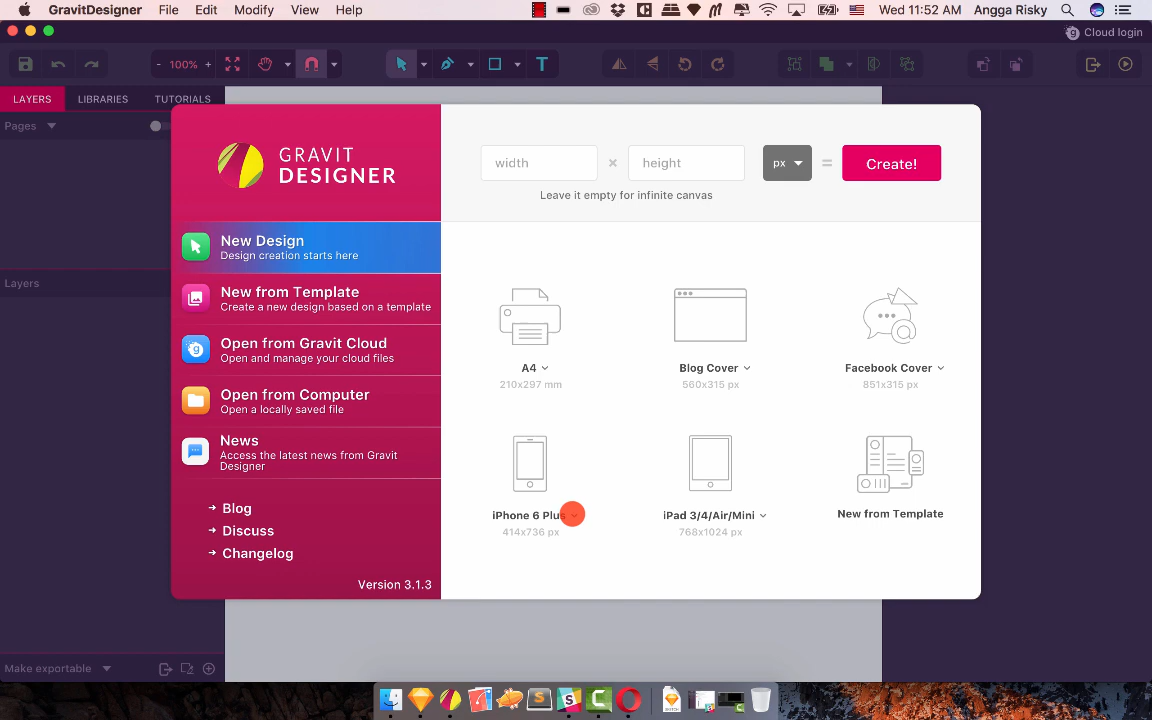 GravitDesigner File Edit Modify View Help Wed 11:52 AM Angga Risky
Cloud login
- 100% + T
LAYERS LIBRARIES TUTORIALS
Pages
Layers
Make exportable
GRAVIT
DESIGNER
New Design
Design creation starts here
New from Template
Create a new design based on a template
Open from Gravit Cloud
Open and manage your cloud files
Open from Computer
Open a locally saved file
News
Access the latest news from Gravit
Designer
→ Blog
→ Discuss
→ Changelog
Version 3.1.3
width × height px = Create!
Leave it empty for infinite canvas
A4
210x297 mm
Blog Cover
560x315 px
Facebook Cover
851x315 px
iPhone 6 Plus
414x736 px
iPad 3/4/Air/Mini
768x1024 px
New from Template